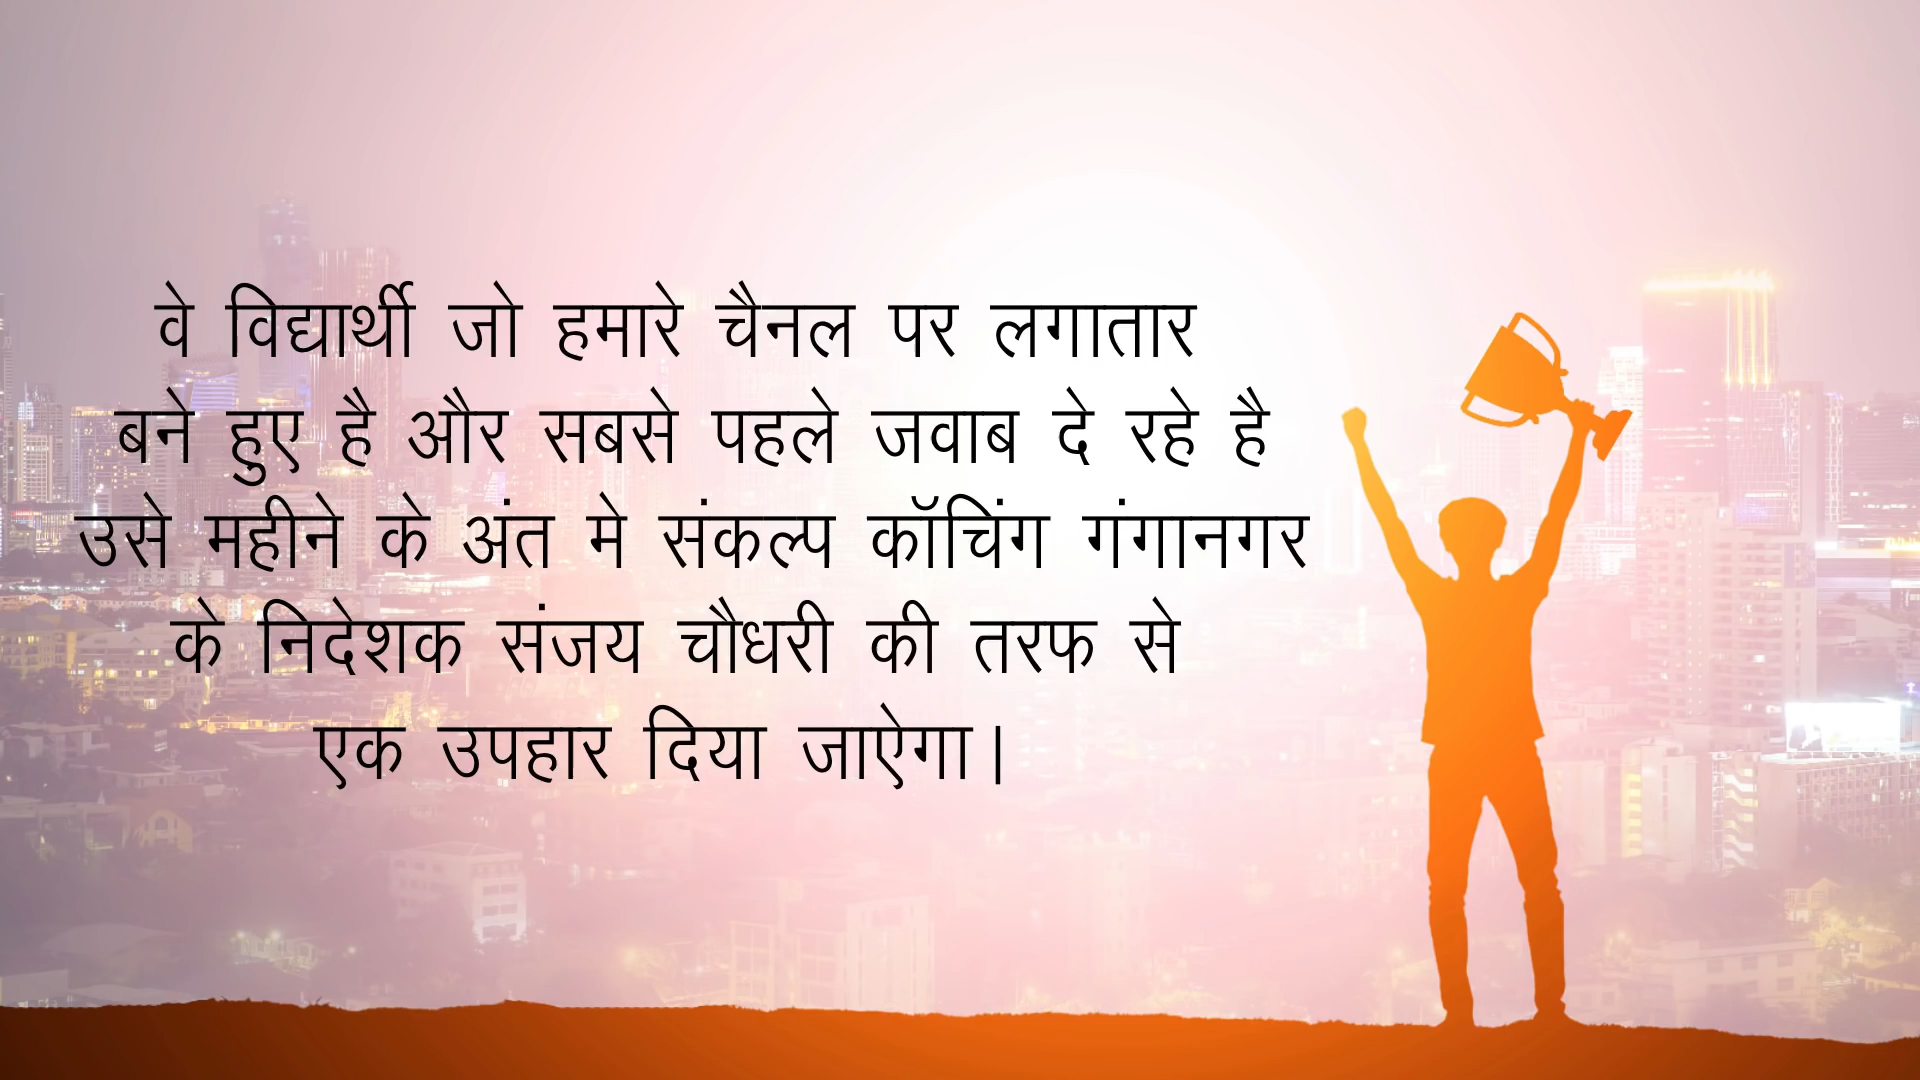 वे विद्यार्थी जो हमारे चैनल पर लगातार
बने हुए है और सबसे पहले जवाब दे रहे है
उसे महीने के अंत मे संकल्प कॉचिंग गंगानगर
के निदेशक संजय चौधरी की तरफ से
एक उपहार दिया जाऐगा।